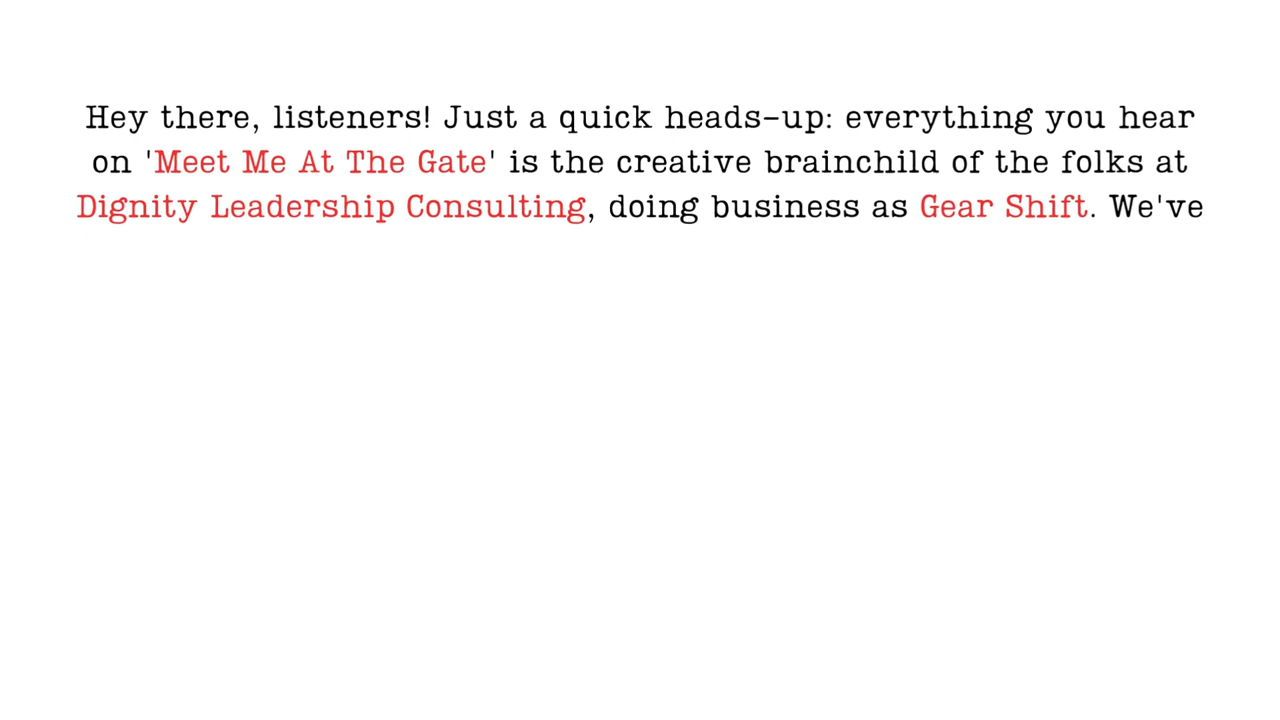 Hey there, listeners! Just a quick heads-up: everything you hear
on 'Meet Me At The Gate' is the creative brainchild of the folks at
Dignity Leadership Consulting, doing business as Gear Shift. We've